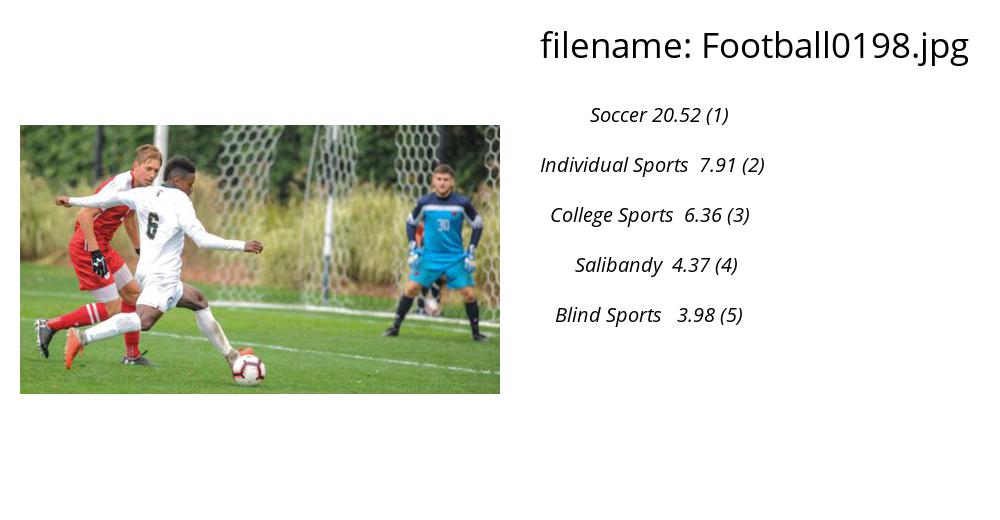 filename: Football0198.jpg
Soccer 20.52 (1)
Individual Sports 7.91 (2)
College Sports 6.36 (3)
Salibandy 4.37 (4)
Blind Sports 3.98 (5)
6
30